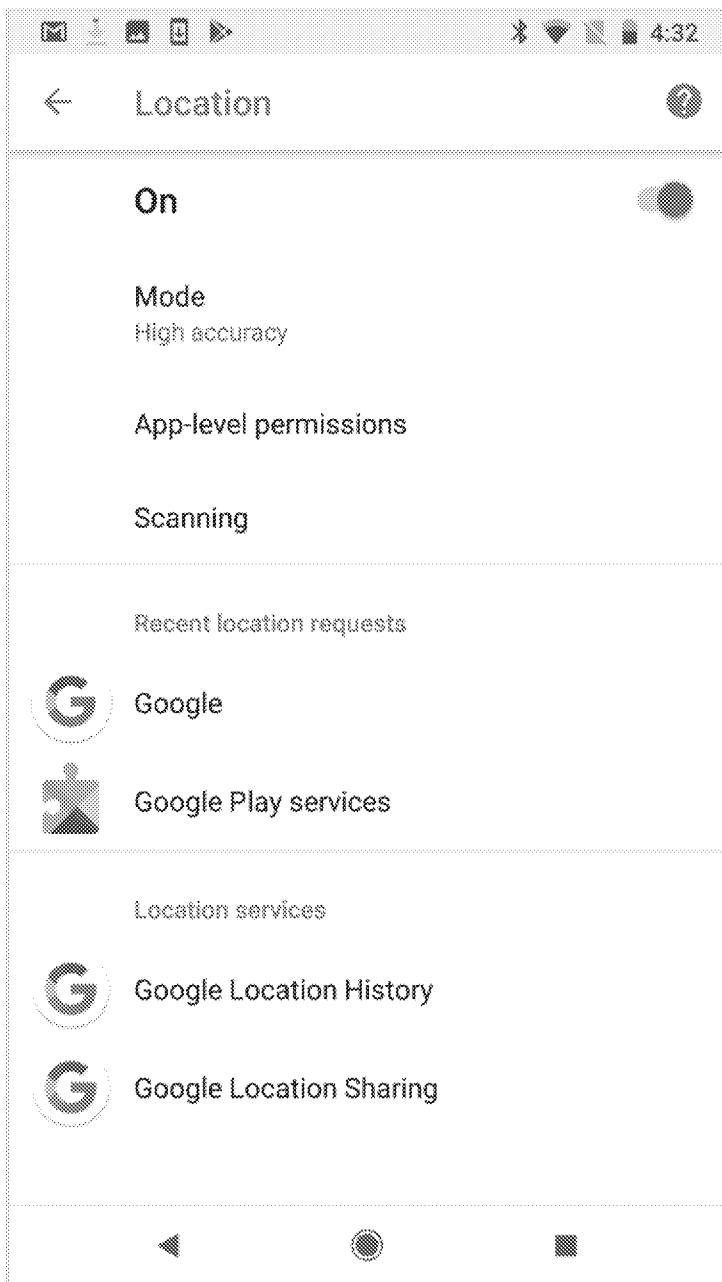 4:32
Location
On
Mode
High accuracy
App-level permissions
Scanning
Recent location requests
Google
Google Play services
Location services
Google Location History
Google Location Sharing